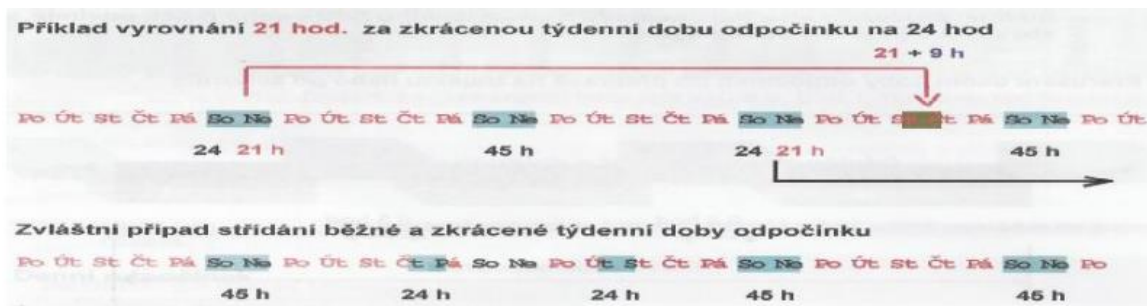 Příklad vyrovnání 21 hod. za zkrácenou týdenní dobu odpočinku na 24 hod
21 + 9 h
Po Út St Čt Pá So Ne Po Út St Čt Pá So Ne Po Út St Čt Pá So Ne Po Út St Čt Pá So Ne Po Út
24 21 h 45 h 24 21 h 45 h
Zvláštní připad střídání běžné a zkrácené týdenní doby odpočinku
Po Út St Čt Pá So Ne Po Út St Čt Pá So Ne Po Út St Čt Pá So Ne Po Út St Čt Pá So Ne Po
45 h 24 h 24 h 45 h 45 h